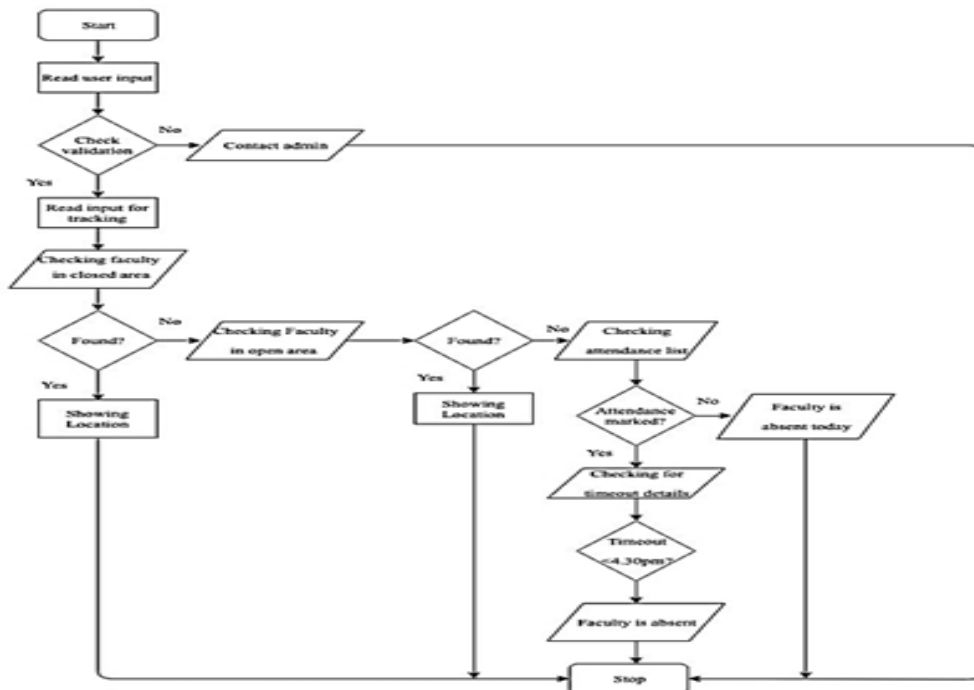 Start
Read user input
Check
validation
No
Contact admin
Yes
Read input for
tracking
Checking faculty
in closed area
Found?
No
Checking Faculty
in open area
Found?
No
Checking
attendance list
Yes
Showing
Location
Yes
Showing
Location
Attendance
marked?
No
Faculty is
absent today
Yes
Checking for
timeout details
Timeout
<4.30pm?
Faculty is absent
Stop